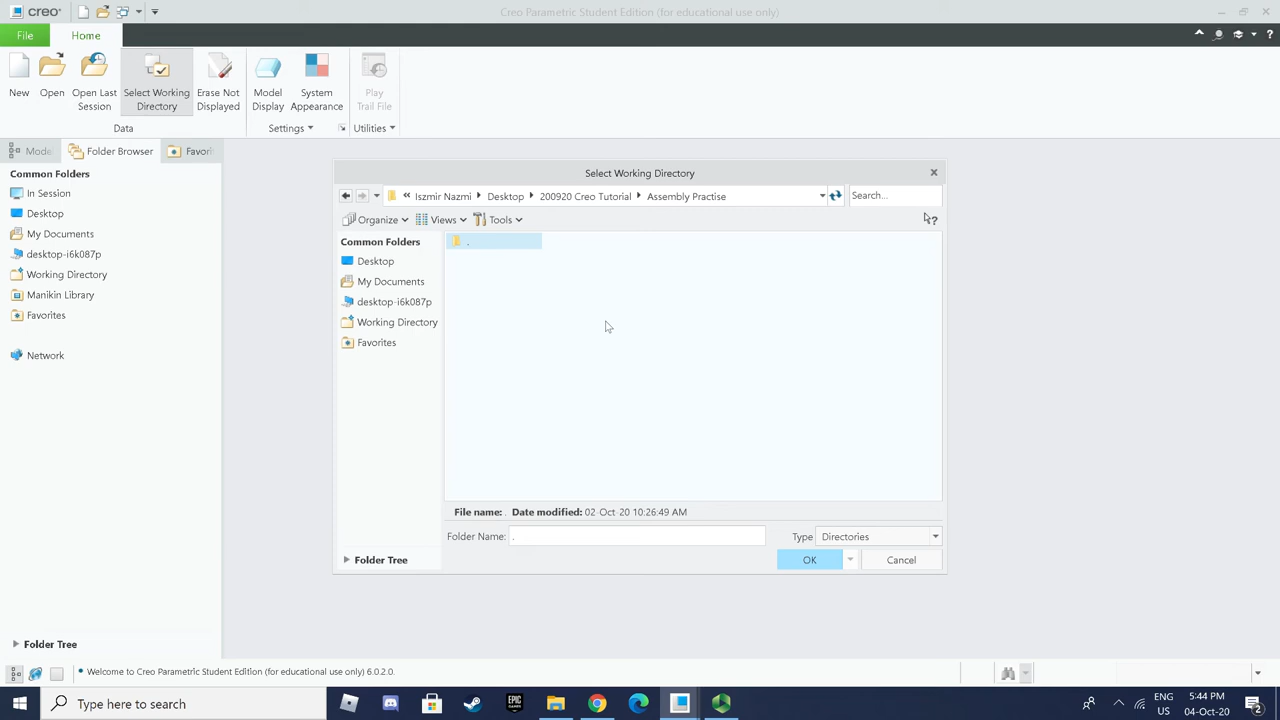 creo
Creo Parametric Student Edition (for educational use only)
File
Home
New
Open
Open Last
Session
Select Working
Directory
Erase Not
Displayed
Model
Display
System
Appearance
Play
Trail File
Data
Settings
Utilities
Mode
Folder Browser
Favori
Common Folders
In Session
Desktop
My Documents
desktop-i6k087p
Working Directory
Manikin Library
Favorites
Network
Folder Tree
Select Working Directory
« Iszmir Nazmi
Desktop
200920 Creo Tutorial
Assembly Practise
Search...
Organize
Views
Tools
Common Folders
Desktop
My Documents
desktop-i6k087p
Working Directory
Favorites
Folder Tree
.
File name: . Date modified: 02-Oct-20 10:26:49 AM
Folder Name: .
Type
Directories
OK
Cancel
• Welcome to Creo Parametric Student Edition (for educational use only) 6.0.2.0.
Type here to search
EPIC
GAMES
ENG
US
5:44 PM
04-Oct-20
2